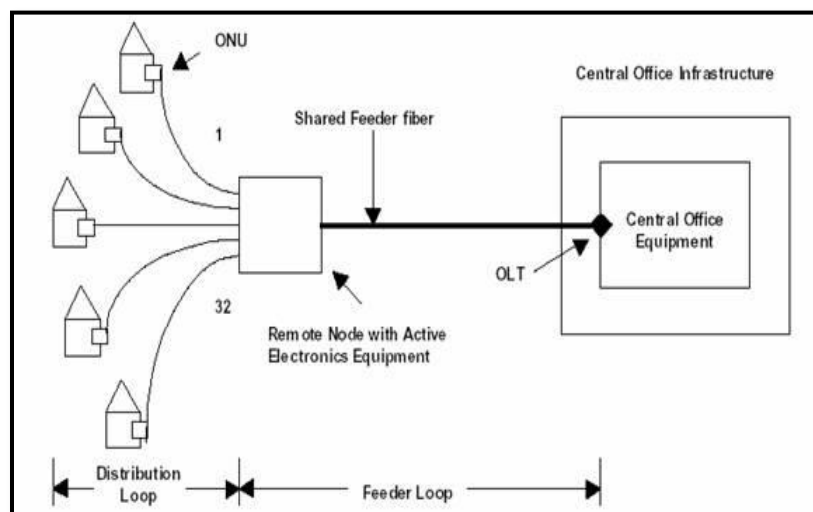 ONU
Central Office Infrastructure
Shared Feeder fiber
1
Central Office
Equipment
OLT
32
Remote Node with Active
Electronics Equipment
Distribution
Loop
Feeder Loop